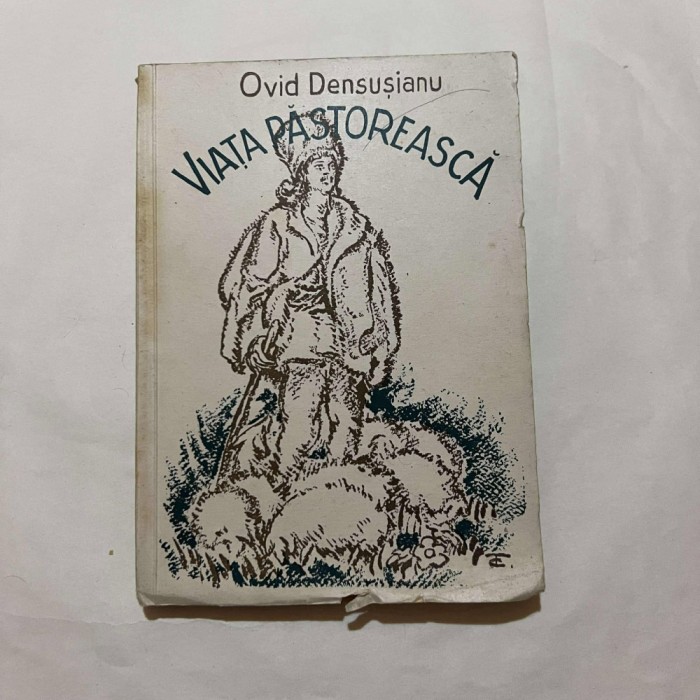 Ovid Densușianu
VIAȚA PĂSTOREASCĂ